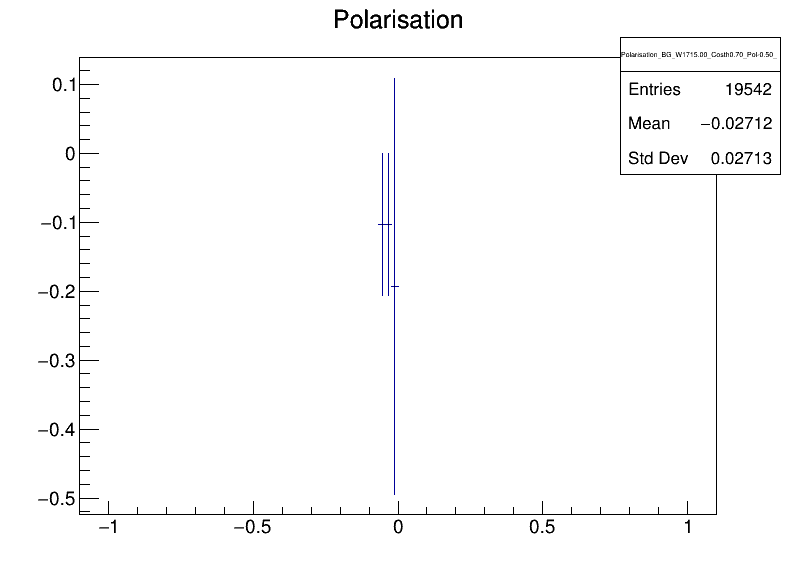 Polarisation
Polarisation_BG_W1715.00_Costh0.70_Pol-0.50_
Entries 19542
Mean −0.02712
Std Dev 0.02713
0.1
0
−0.1
−0.2
−0.3
−0.4
−0.5
−1 −0.5 0 0.5 1